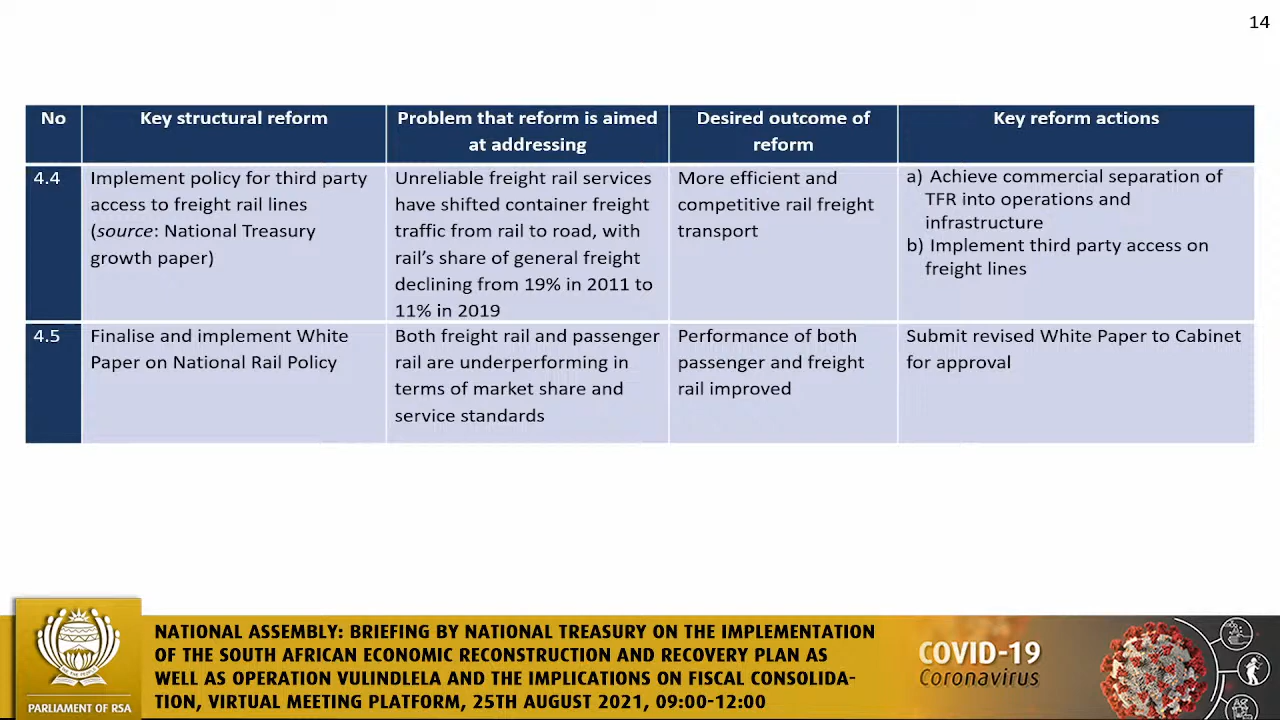 14
No
Key structural reform
Problem that reform is aimed
at addressing
Desired outcome of
reform
Key reform actions
4.4
Implement policy for third party
access to freight rail lines
(source: National Treasury
growth paper)
Unreliable freight rail services
have shifted container freight
traffic from rail to road, with
rail’s share of general freight
declining from 19% in 2011 to
11% in 2019
More efficient and
competitive rail freight
transport
a) Achieve commercial separation of
TFR into operations and
infrastructure
b) Implement third party access on
freight lines
4.5
Finalise and implement White
Paper on National Rail Policy
Both freight rail and passenger
rail are underperforming in
terms of market share and
service standards
Performance of both
passenger and freight
rail improved
Submit revised White Paper to Cabinet
for approval
PARLIAMENT OF RSA
NATIONAL ASSEMBLY: BRIEFING BY NATIONAL TREASURY ON THE IMPLEMENTATION
OF THE SOUTH AFRICAN ECONOMIC RECONSTRUCTION AND RECOVERY PLAN AS
WELL AS OPERATION VULINDLELA AND THE IMPLICATIONS ON FISCAL CONSOLIDA-
TION, VIRTUAL MEETING PLATFORM, 25TH AUGUST 2021, 09:00-12:00
COVID-19
Coronavirus